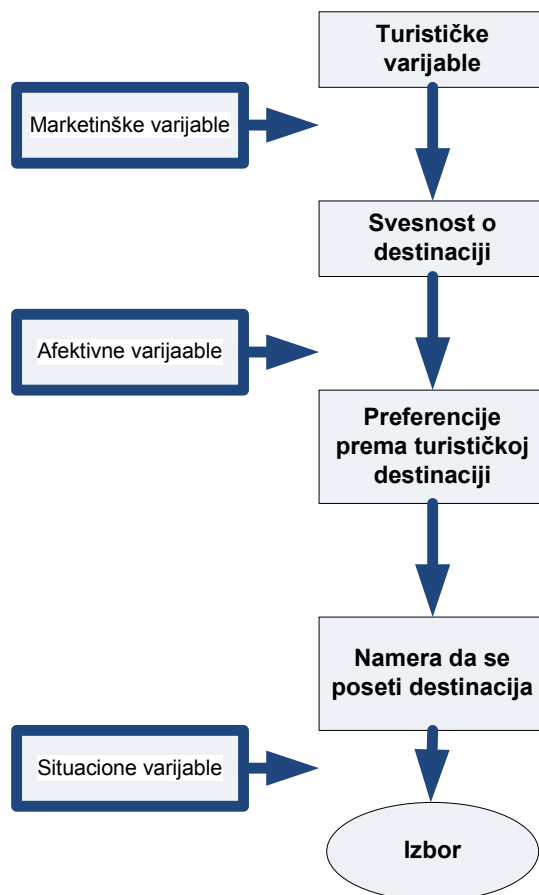 Turističke
varijable
Marketinške varijable
Svesnost o
destinaciji
Afektivne varijaable
Preferencije
prema turističkoj
destinaciji
Namera da se
poseti destinacija
Situacione varijable
Izbor